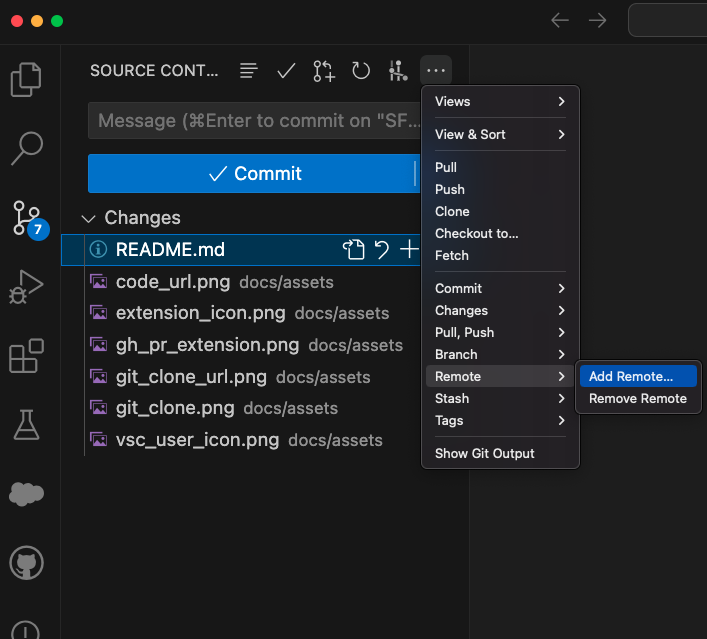 SOURCE CONT...
Message (⌘Enter to commit on "SF...
Commit
Changes
7
README.md
code_url.png docs/assets
extension_icon.png docs/assets
gh_pr_extension.png docs/assets
git_clone_url.png docs/assets
git_clone.png docs/assets
vsc_user_icon.png docs/assets
Views
View & Sort
Pull
Push
Clone
Checkout to...
Fetch
Commit
Changes
Pull, Push
Branch
Remote
Stash
Tags
Show Git Output
Add Remote...
Remove Remote